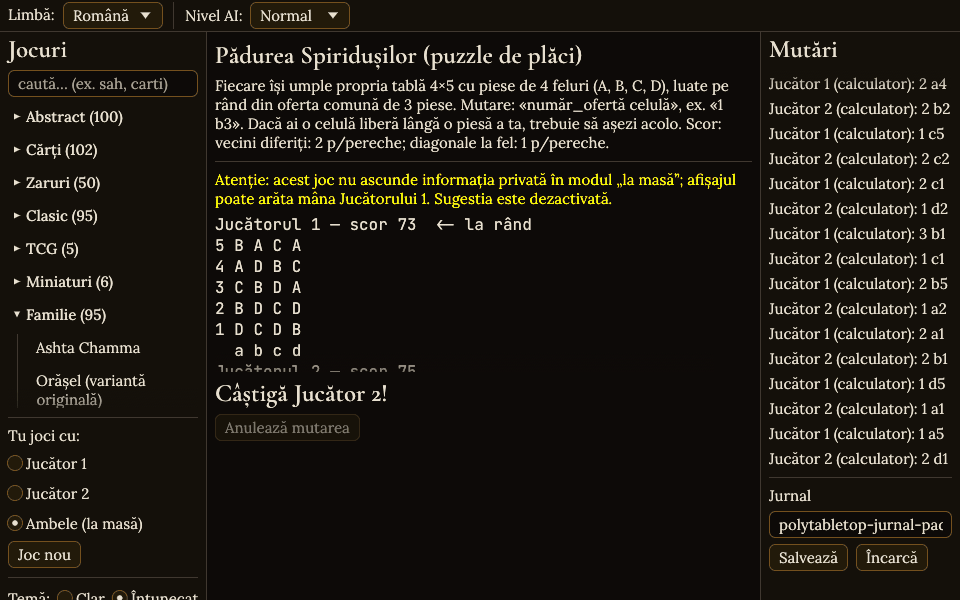 Limbă:
Română
Nivel AI:
Normal
Jocuri
caută... (ex. sah, carti)
Abstract (100)
Cărți (102)
Zaruri (50)
Clasic (95)
TCG (5)
Miniaturi (6)
Familie (95)
Ashta Chamma
Orășel (variantă
originală)
Tu joci cu:
Jucător 1
Jucător 2
Ambele (la masă)
Joc nou
Temă:
Clar
Întunecat
Pădurea Spiridușilor (puzzle de plăci)
Fiecare își umple propria tablă 4×5 cu piese de 4 feluri (A, B, C, D), luate pe
rând din oferta comună de 3 piese. Mutare: «număr_ofertă celulă», ex. «1
b3». Dacă ai o celulă liberă lângă o piesă a ta, trebuie să așezi acolo. Scor:
vecini diferiți: 2 p/pereche; diagonale la fel: 1 p/pereche.
Atenție: acest joc nu ascunde informația privată în modul „la masă”; afișajul
poate arăta mâna Jucătorului 1. Sugestia este dezactivată.
Jucătorul 1 — scor 73 ← la rând
5 B A C A
4 A D B C
3 C B D A
2 B D C D
1 D C D B
a b c d
Jucătorul 2 — scor 75
Câștigă Jucător 2!
Anulează mutarea
Mutări
Jucător 1 (calculator): 2 a4
Jucător 2 (calculator): 2 b2
Jucător 1 (calculator): 1 c5
Jucător 2 (calculator): 2 c2
Jucător 1 (calculator): 2 c1
Jucător 2 (calculator): 1 d2
Jucător 1 (calculator): 3 b1
Jucător 2 (calculator): 1 c1
Jucător 1 (calculator): 2 b5
Jucător 2 (calculator): 1 a2
Jucător 1 (calculator): 2 a1
Jucător 2 (calculator): 2 b1
Jucător 1 (calculator): 1 d5
Jucător 2 (calculator): 1 a1
Jucător 1 (calculator): 1 a5
Jucător 2 (calculator): 2 d1
Jurnal
polytabletop-jurnal-pad
Salvează
Încarcă